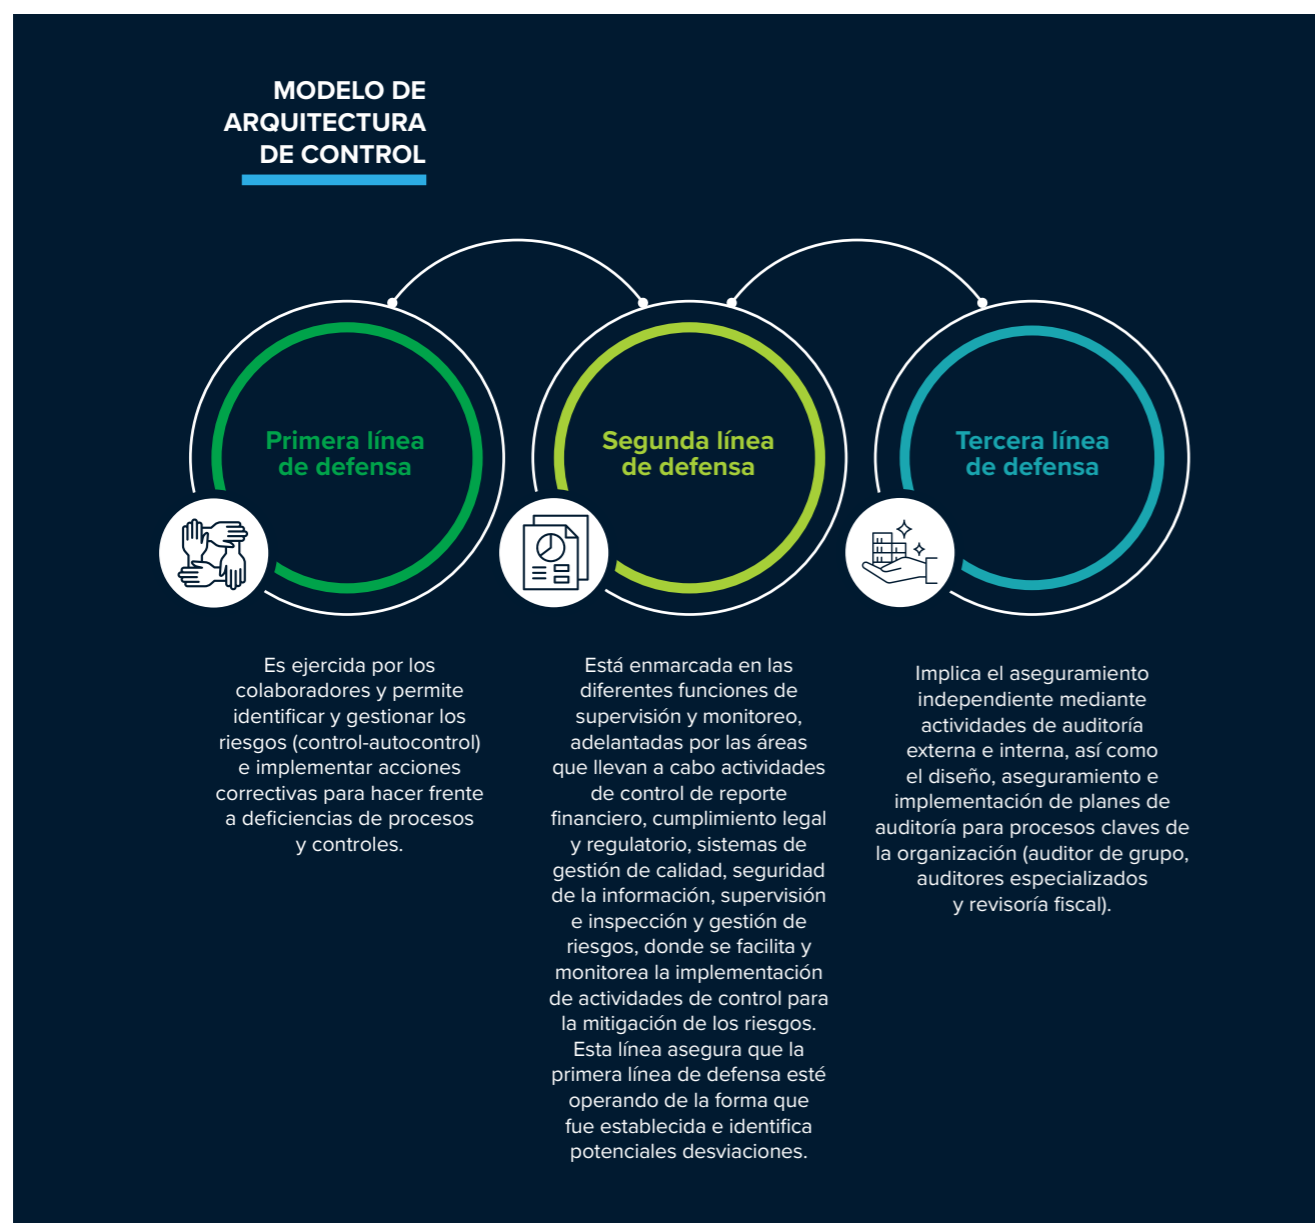 MODELO DE
ARQUITECTURA
DE CONTROL
Primera línea
de defensa
Es ejercida por los
colaboradores y permite
identificar y gestionar los
riesgos (control-autocontrol)
e implementar acciones
correctivas para hacer frente
a deficiencias de procesos
y controles.
Segunda línea
de defensa
Está enmarcada en las
diferentes funciones de
supervisión y monitoreo,
adelantadas por las áreas
que llevan a cabo actividades
de control de reporte
financiero, cumplimiento legal
y regulatorio, sistemas de
gestión de calidad, seguridad
de la información, supervisión
e inspección y gestión de
riesgos, donde se facilita y
monitorea la implementación
de actividades de control para
la mitigación de los riesgos.
Esta línea asegura que la
primera línea de defensa esté
operando de la forma que
fue establecida e identifica
potenciales desviaciones.
Tercera línea
de defensa
Implica el aseguramiento
independiente mediante
actividades de auditoría
externa e interna, así como
el diseño, aseguramiento e
implementación de planes de
auditoría para procesos claves de
la organización (auditor de grupo,
auditores especializados
y revisoría fiscal).